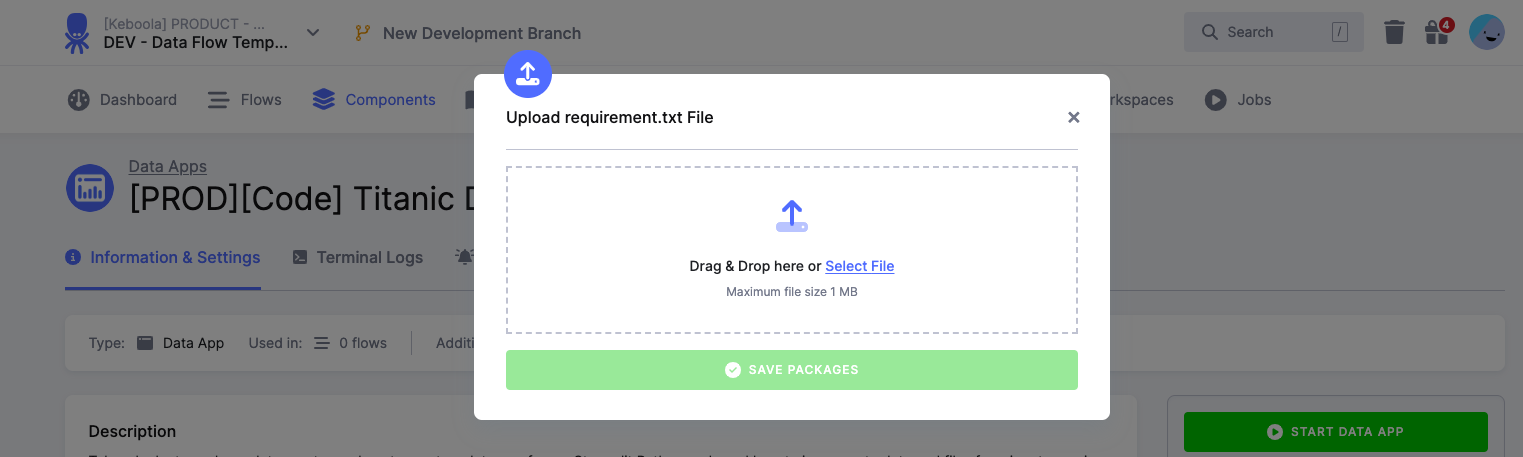 [Keboola] PRODUCT - ...
DEV - Data Flow Temp...
New Development Branch
Search /
4
Dashboard Flows Components rkspaces Jobs
Upload requirement.txt File
Data Apps
[PROD][Code] Titanic
Drag & Drop here or Select File
Maximum file size 1 MB
Information & Settings Terminal Logs
Type: Data App Used in: 0 flows Additi
SAVE PACKAGES
Description
START DATA APP